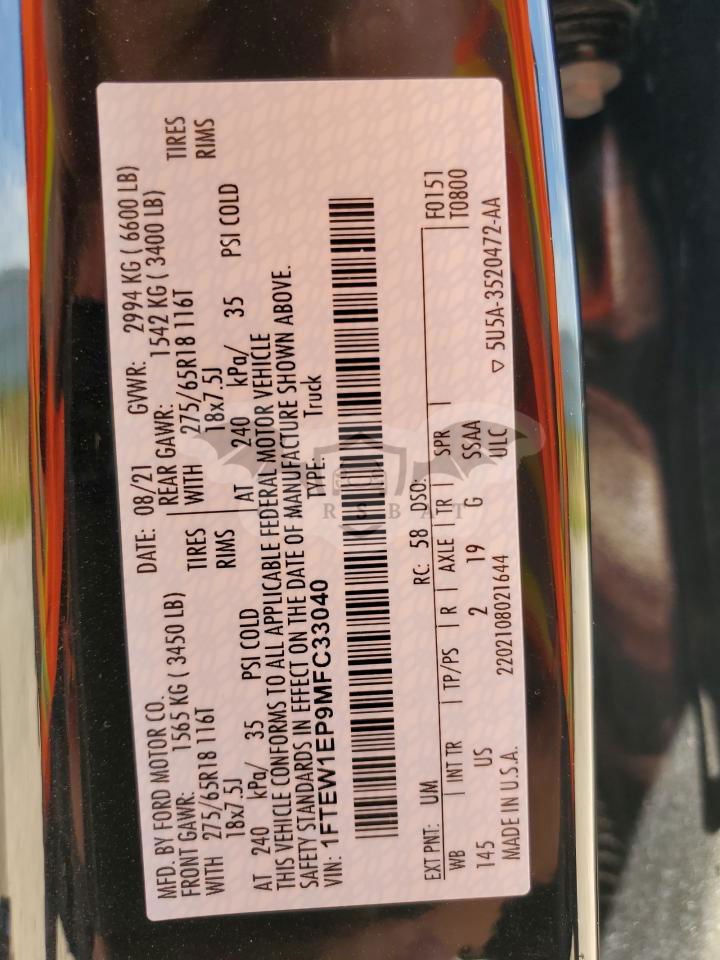 MFD. BY FORD MOTOR CO.
DATE: 08/21 GVWR: 2994 KG ( 6600 LB)
FRONT GAWR: 1565 KG ( 3450 LB) REAR GAWR: 1542 KG ( 3400 LB)
WITH 275/65R18 116T TIRES WITH 275/65R18 116T TIRES
18x7.5J RIMS 18x7.5J RIMS
AT 240 kPa/ 35 PSI COLD AT 240 kPa/ 35 PSI COLD
THIS VEHICLE CONFORMS TO ALL APPLICABLE FEDERAL MOTOR VEHICLE
SAFETY STANDARDS IN EFFECT ON THE DATE OF MANUFACTURE SHOWN ABOVE.
VIN: 1FTEW1EP9MFC33040 TYPE: Truck
EXT PNT: UM RC: 58 DSO: F0151
WB | INT TR | TP/PS | R | AXLE | TR | SPR | T0800
145 US 2 19 G SSAA
2202108021644 ULC
MADE IN U.S.A. ▽ 5U5A-3520472-AA
RSBAT